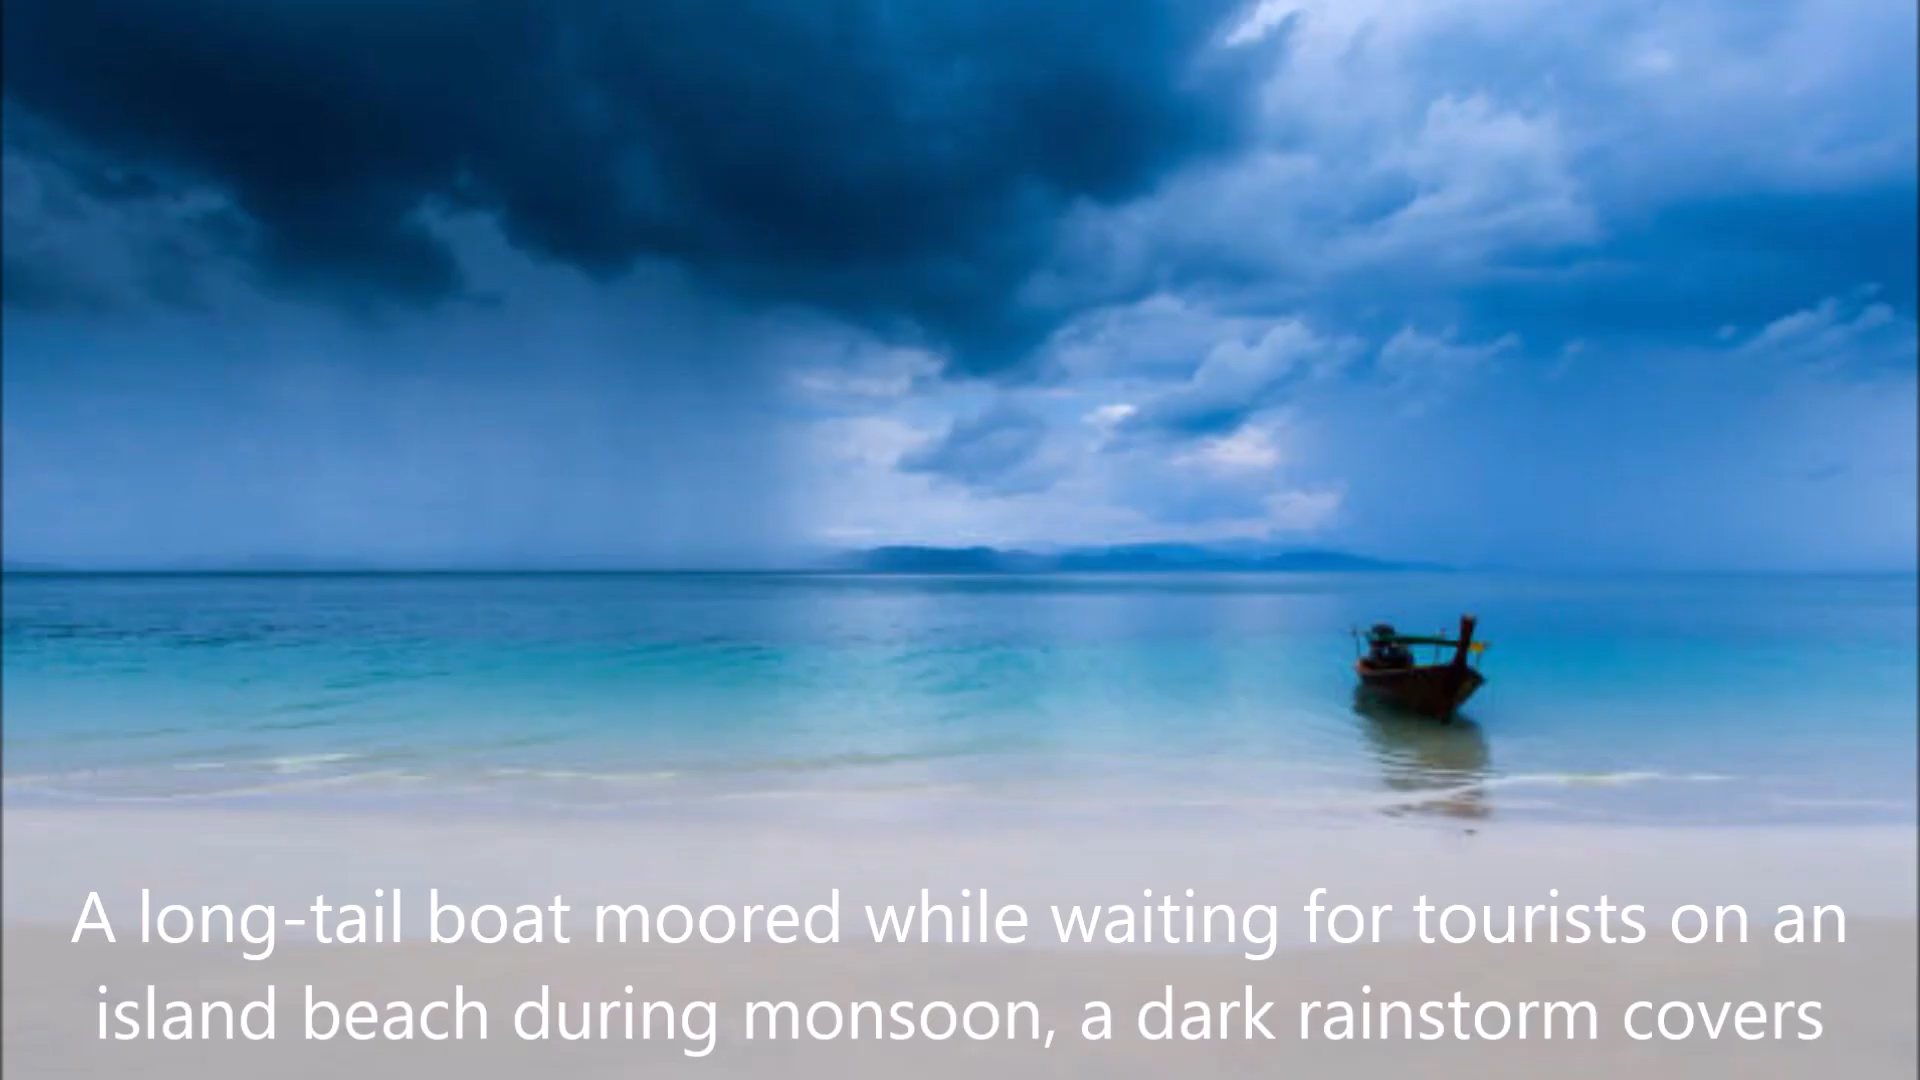 A long-tail boat moored while waiting for tourists on an
island beach during monsoon, a dark rainstorm covers